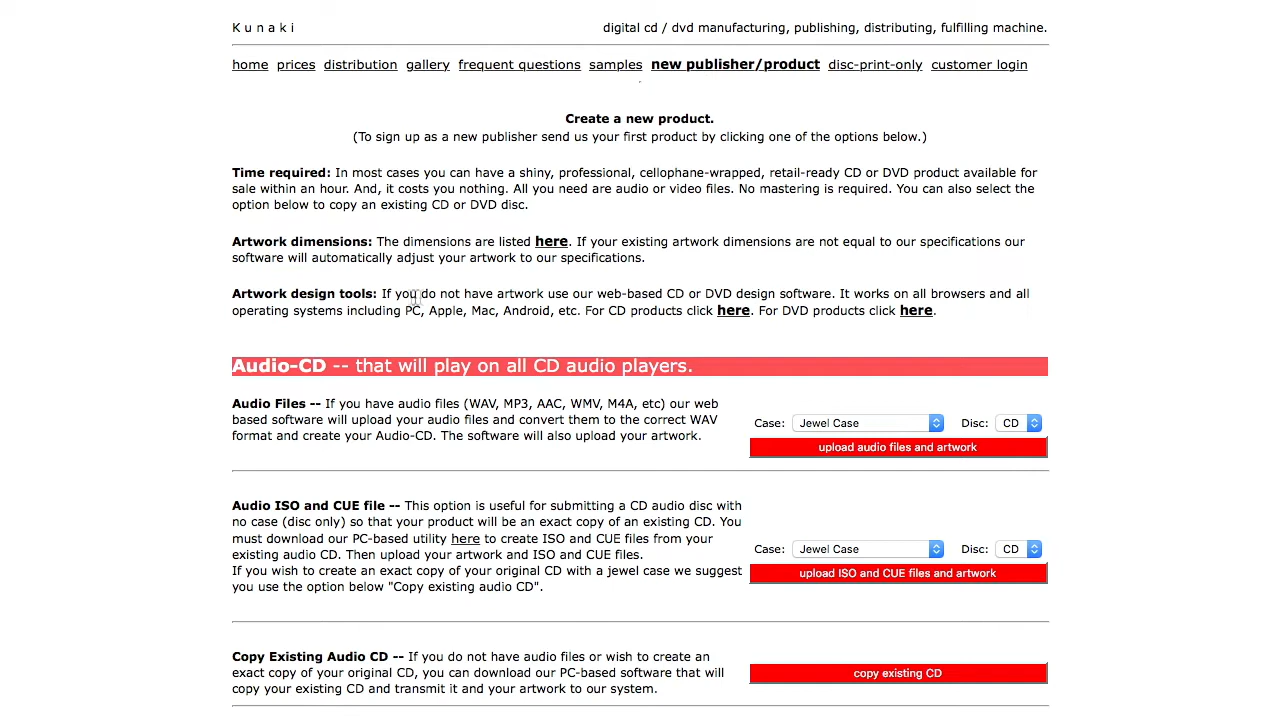 K u n a k i
digital cd / dvd manufacturing, publishing, distributing, fulfilling machine.
home prices distribution gallery frequent questions samples new publisher/product disc-print-only customer login
Create a new product.
(To sign up as a new publisher send us your first product by clicking one of the options below.)
Time required: In most cases you can have a shiny, professional, cellophane-wrapped, retail-ready CD or DVD product available for
sale within an hour. And, it costs you nothing. All you need are audio or video files. No mastering is required. You can also select the
option below to copy an existing CD or DVD disc.
Artwork dimensions: The dimensions are listed here. If your existing artwork dimensions are not equal to our specifications our
software will automatically adjust your artwork to our specifications.
Artwork design tools: If you do not have artwork use our web-based CD or DVD design software. It works on all browsers and all
operating systems including PC, Apple, Mac, Android, etc. For CD products click here. For DVD products click here.
Audio-CD -- that will play on all CD audio players.
Audio Files -- If you have audio files (WAV, MP3, AAC, WMV, M4A, etc) our web
based software will upload your audio files and convert them to the correct WAV
format and create your Audio-CD. The software will also upload your artwork.
Case: Jewel Case Disc: CD
upload audio files and artwork
Audio ISO and CUE file -- This option is useful for submitting a CD audio disc with
no case (disc only) so that your product will be an exact copy of an existing CD. You
must download our PC-based utility here to create ISO and CUE files from your
existing audio CD. Then upload your artwork and ISO and CUE files.
If you wish to create an exact copy of your original CD with a jewel case we suggest
you use the option below "Copy existing audio CD".
Case: Jewel Case Disc: CD
upload ISO and CUE files and artwork
Copy Existing Audio CD -- If you do not have audio files or wish to create an
exact copy of your original CD, you can download our PC-based software that will
copy your existing CD and transmit it and your artwork to our system.
copy existing CD